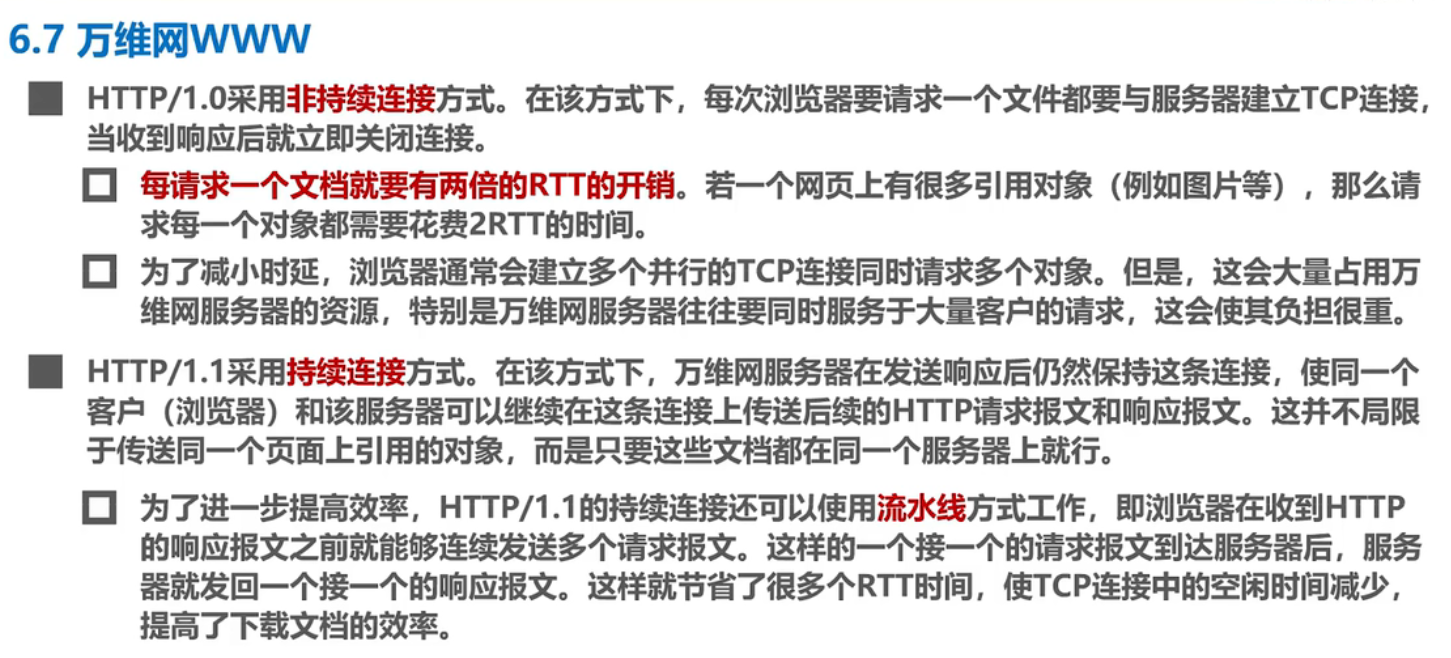 6.7 万维网WWW
HTTP/1.0采用非持续连接方式。在该方式下，每次浏览器要请求一个文件都要与服务器建立TCP连接，
当收到响应后就立即关闭连接。
每请求一个文档就要有两倍的RTT的开销。若一个网页上有很多引用对象（例如图片等），那么请
求每一个对象都需要花费2RTT的时间。
为了减小时延，浏览器通常会建立多个并行的TCP连接同时请求多个对象。但是，这会大量占用万
维网服务器的资源，特别是万维网服务器往往要同时服务于大量客户的请求，这会使其负担很重。
HTTP/1.1采用持续连接方式。在该方式下，万维网服务器在发送响应后仍然保持这条连接，使同一个
客户（浏览器）和该服务器可以继续在这条连接上传送后续的HTTP请求报文和响应报文。这并不局限
于传送同一个页面上引用的对象，而是只要这些文档都在同一个服务器上就行。
为了进一步提高效率，HTTP/1.1的持续连接还可以使用流水线方式工作，即浏览器在收到HTTP
的响应报文之前就能够连续发送多个请求报文。这样的一个接一个的请求报文到达服务器后，服务
器就发回一个接一个的响应报文。这样就节省了很多个RTT时间，使TCP连接中的空闲时间减少，
提高了下载文档的效率。